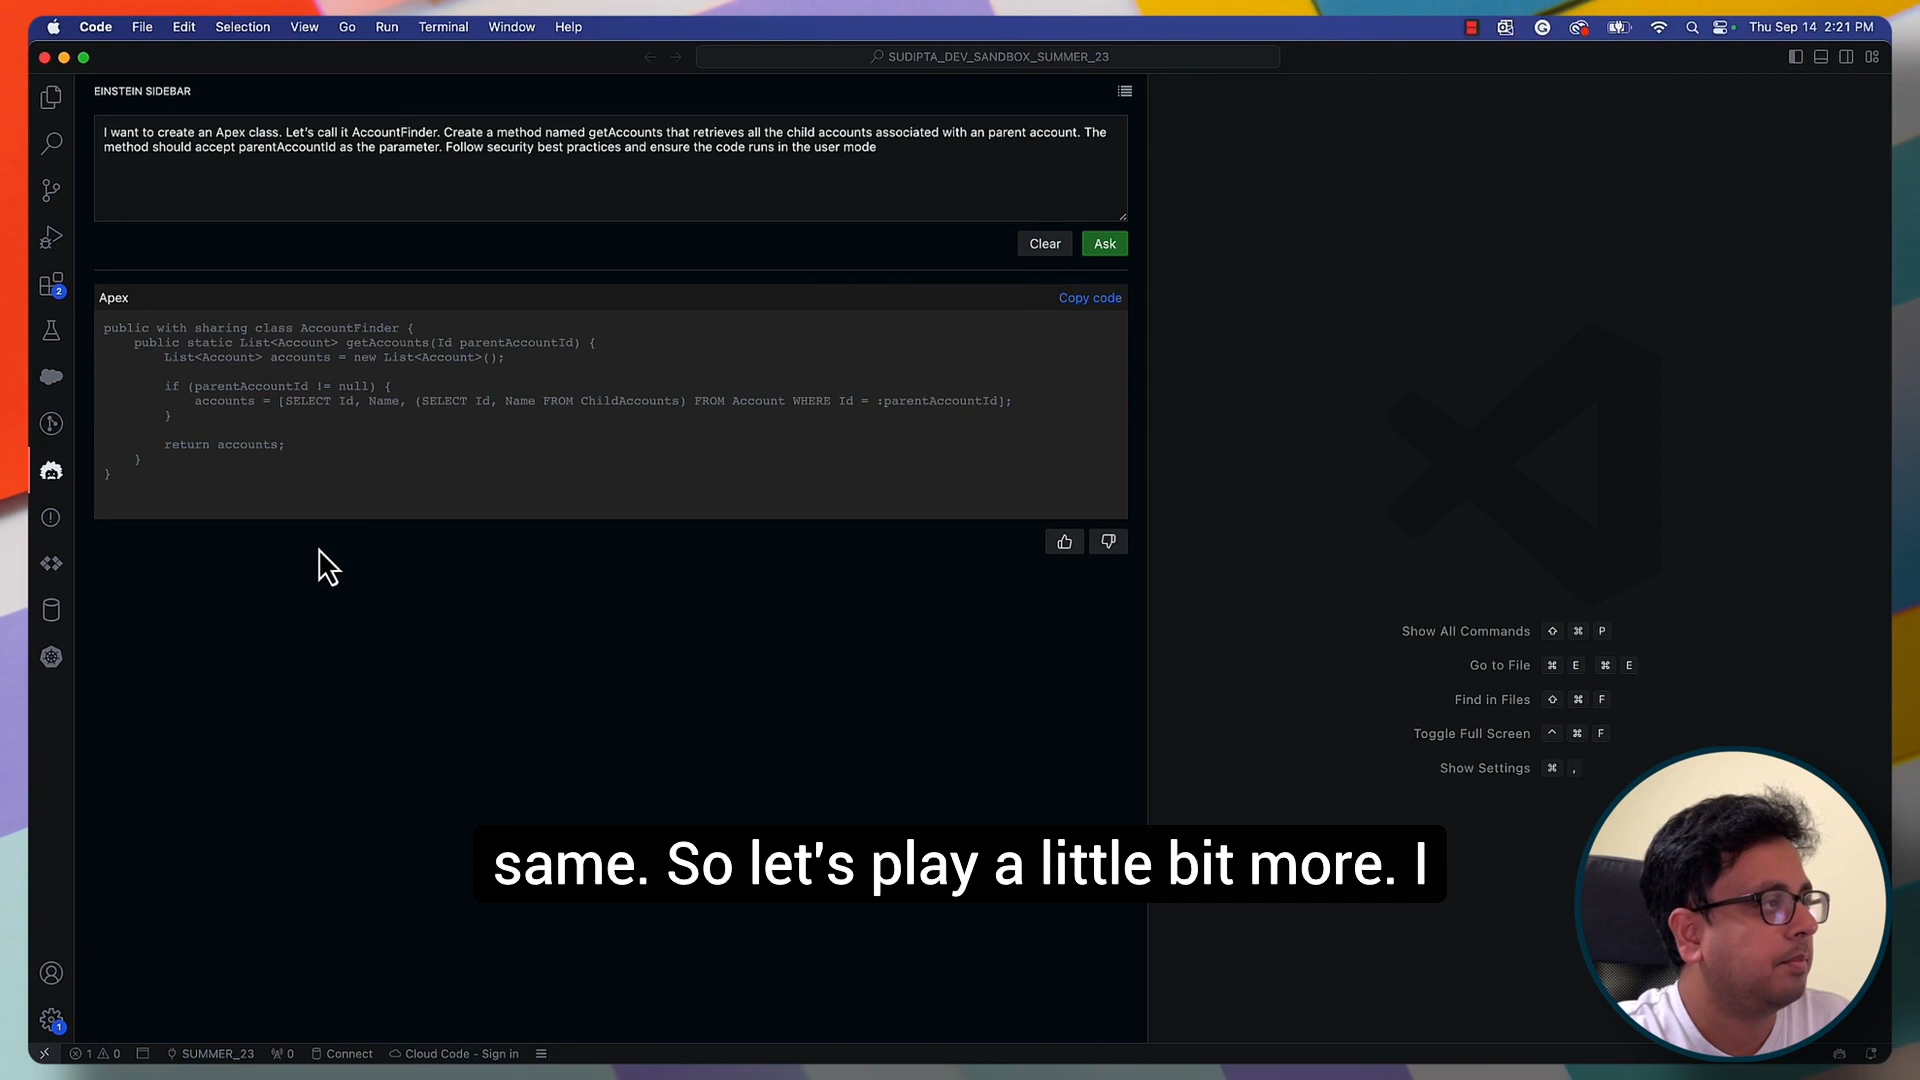 Code File Edit Selection View Go Run Terminal Window Help Thu Sep 14 2:21 PM
SUDIPTA_DEV_SANDBOX_SUMMER_23
EINSTEIN SIDEBAR
I want to create an Apex class. Let's call it AccountFinder. Create a method named getAccounts that retrieves all the child accounts associated with an parent account. The
method should accept parentAccountId as the parameter. Follow security best practices and ensure the code runs in the user mode
Clear Ask
Apex Copy code
public with sharing class AccountFinder {
public static List<Account> getAccounts(Id parentAccountId) {
List<Account> accounts = new List<Account>();
if (parentAccountId != null) {
accounts = [SELECT Id, Name, (SELECT Id, Name FROM ChildAccounts) FROM Account WHERE Id = :parentAccountId];
}
return accounts;
}
}
2
Show All Commands ⇧ ⌘ P
Go to File ⌘ E ⌘ E
Find in Files ⇧ ⌘ F
Toggle Full Screen ^ ⌘ F
Show Settings ⌘ ,
same. So let's play a little bit more. I
1
1 0 SUMMER_23 0 Connect Cloud Code - Sign in